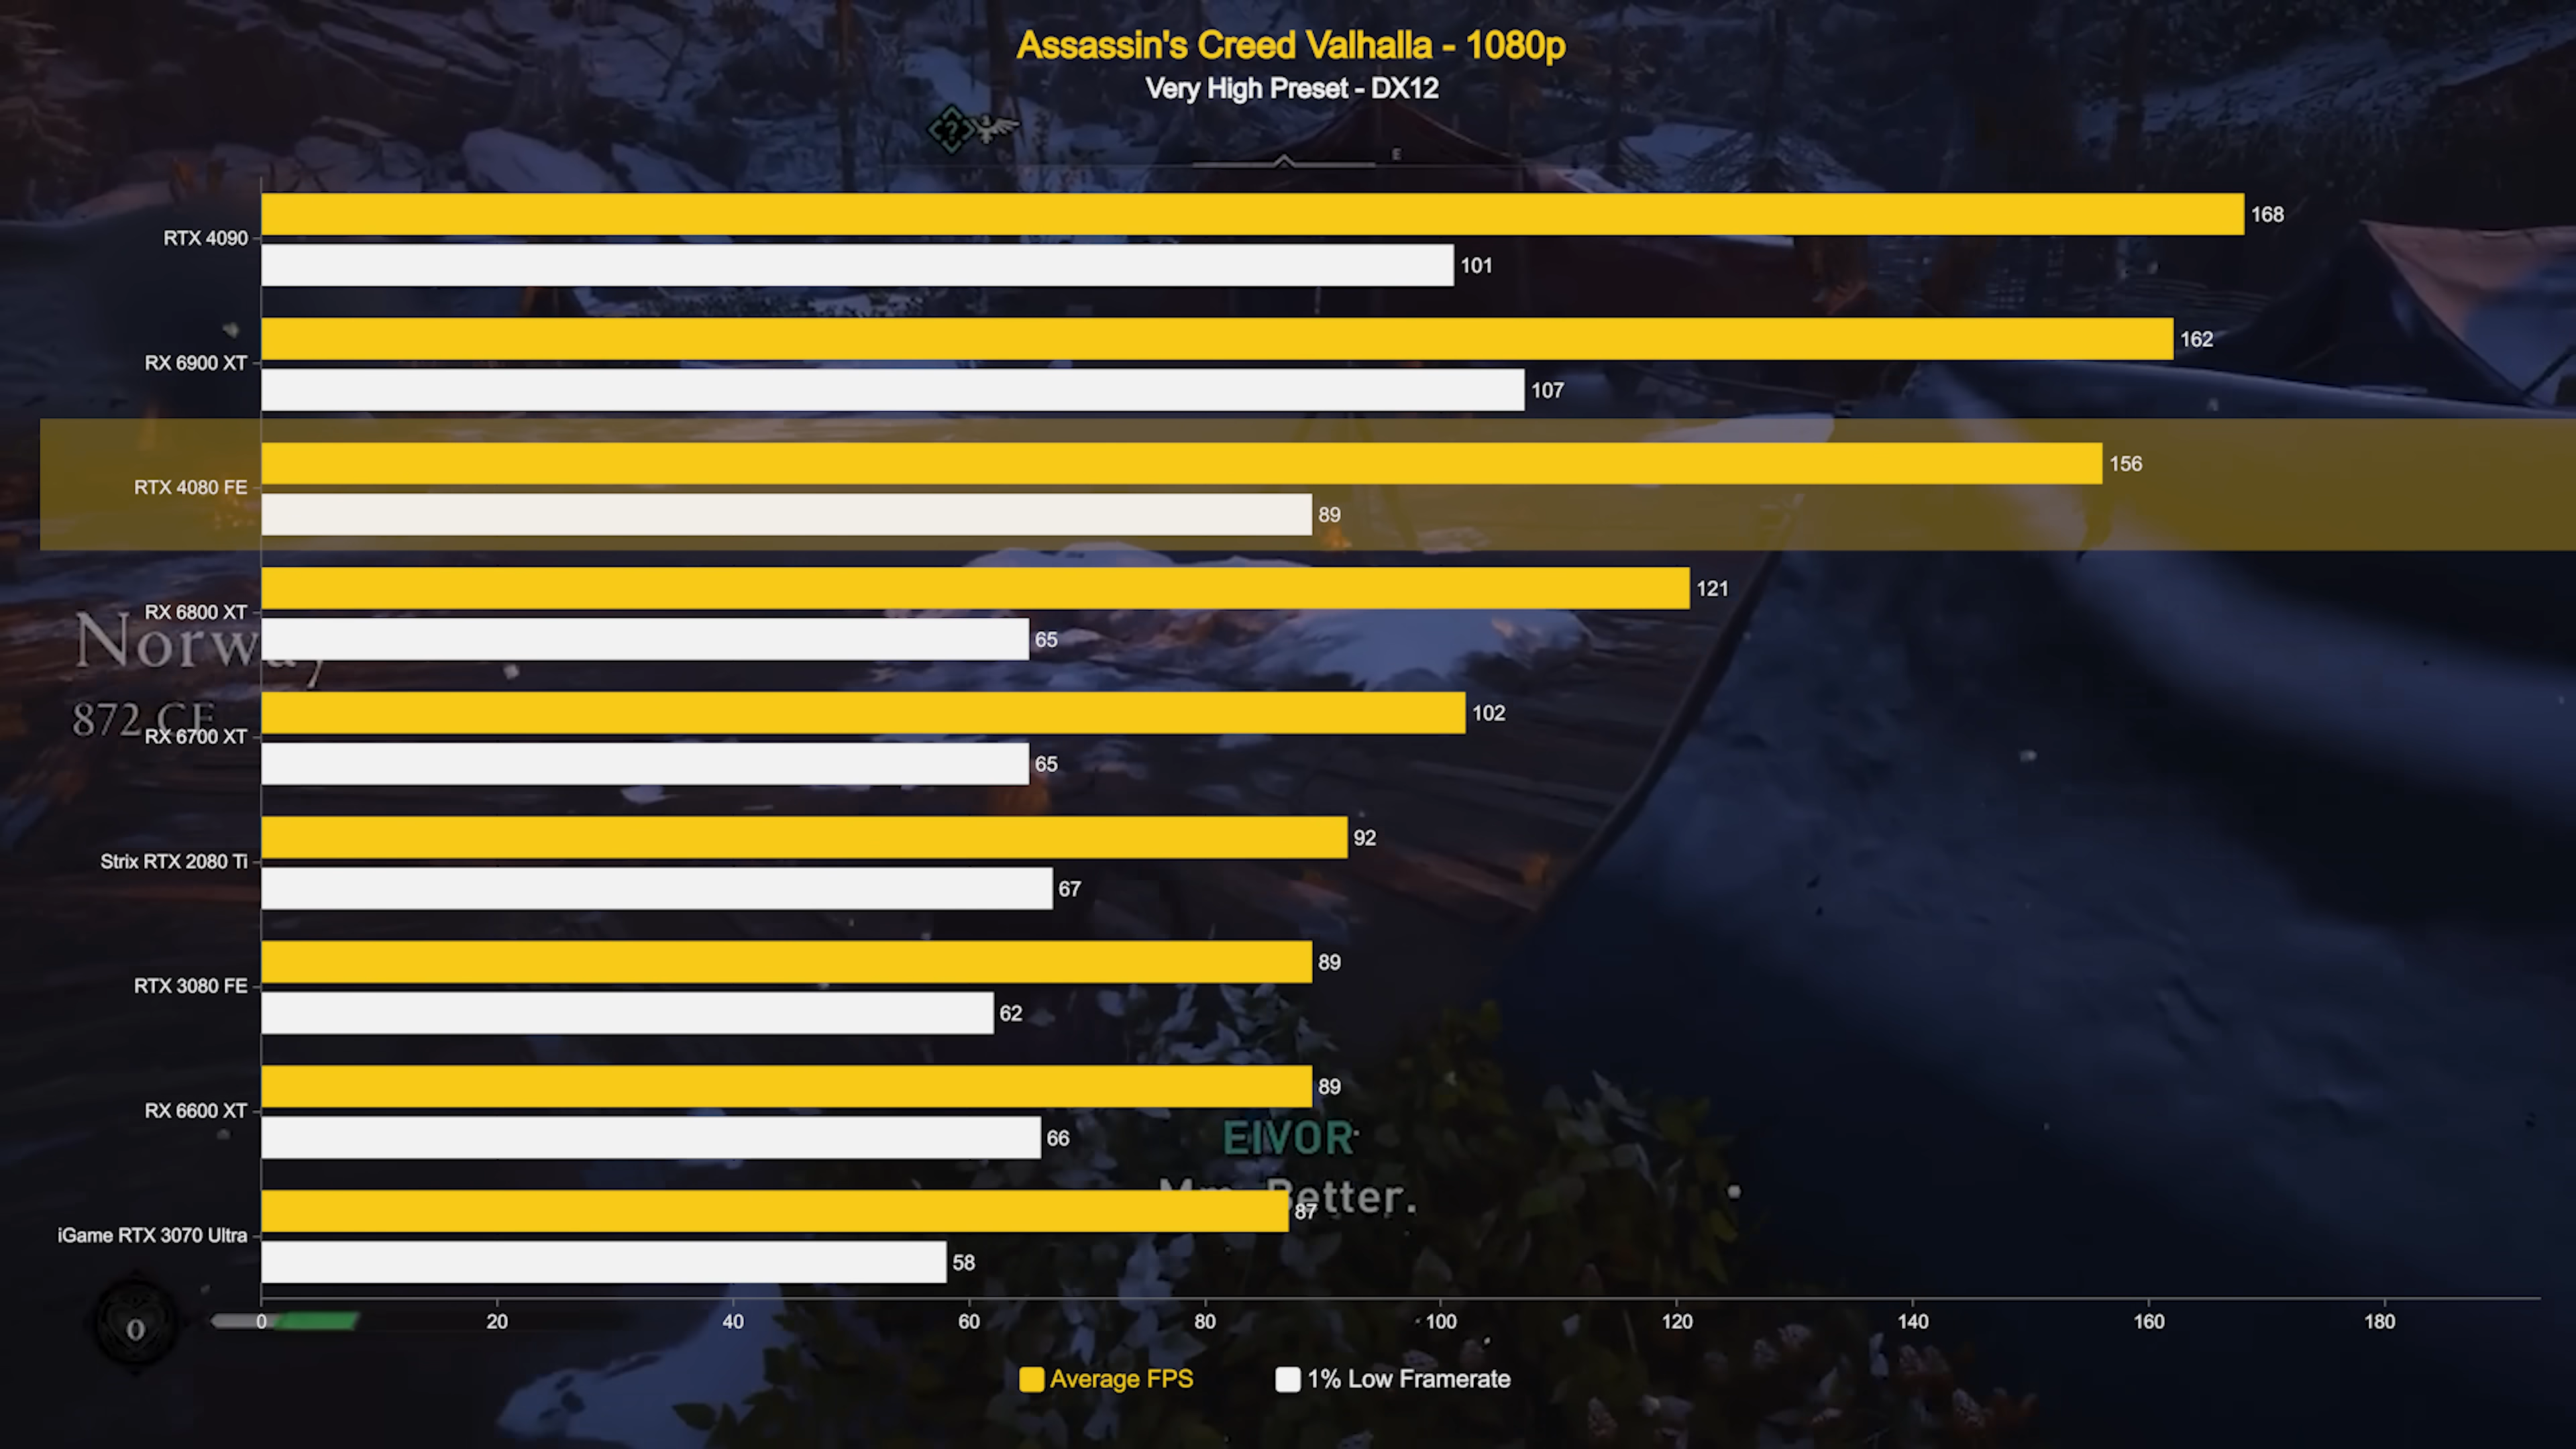 Assassin's Creed Valhalla - 1080p
Very High Preset - DX12
?
E
RTX 4090
168
101
RX 6900 XT
162
107
RTX 4080 FE
156
89
RX 6800 XT
121
65
Norway
872 CE
RX 6700 XT
102
65
Strix RTX 2080 Ti
92
67
RTX 3080 FE
89
62
RX 6600 XT
89
66
EIVOR
Better.
iGame RTX 3070 Ultra
87
58
0
0 20 40 60 80 100 120 140 160 180
Average FPS 1% Low Framerate